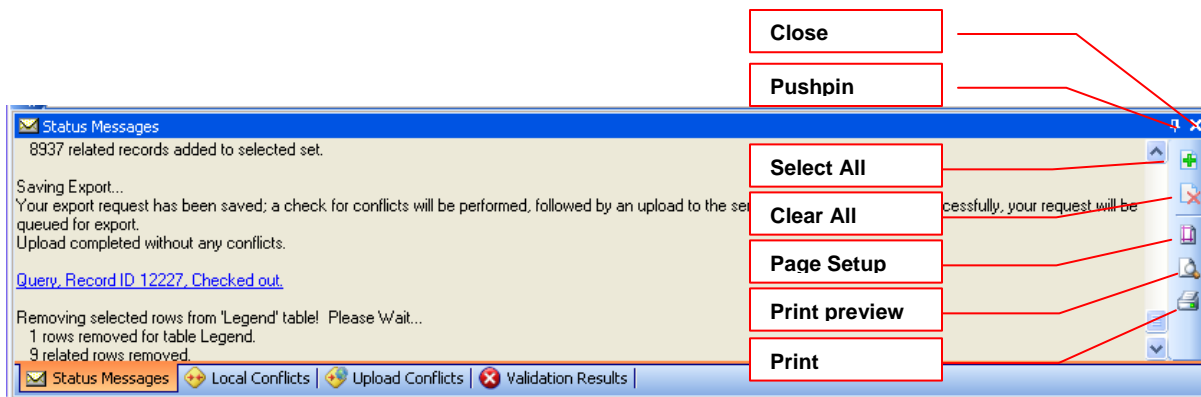 Close
Pushpin
Status Messages
8937 related records added to selected set.
Select All
Saving Export...
Your export request has been saved; a check for conflicts will be performed, followed by an upload to the ser cessfully, your request will be
queued for export.
Clear All
Upload completed without any conflicts.
Page Setup
Query, Record ID 12227, Checked out.
Print preview
Removing selected rows from 'Legend' table! Please Wait...
1 rows removed for table Legend.
9 related rows removed.
Print
Status Messages
Local Conflicts
Upload Conflicts
Validation Results